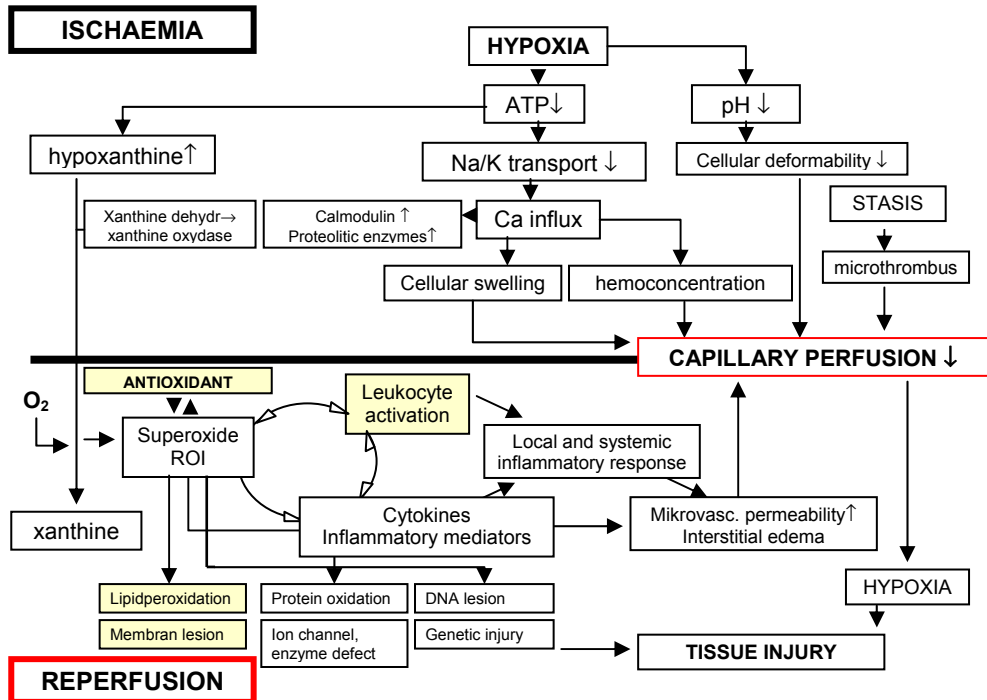 ISCHAEMIA
HYPOXIA
ATP↓
pH ↓
hypoxanthine↑
Na/K transport ↓
Cellular deformability ↓
Xanthine dehydr→
xanthine oxydase
Calmodulin ↑
Proteolitic enzymes↑
Ca influx
STASIS
Cellular swelling
hemoconcentration
microthrombus
CAPILLARY PERFUSION ↓
ANTIOXIDANT
O₂
Leukocyte
activation
Superoxide
ROI
Local and systemic
inflammatory response
xanthine
Cytokines
Inflammatory mediators
Mikrovasc. permeability↑
Interstitial edema
HYPOXIA
Lipidperoxidation
Protein oxidation
DNA lesion
Membran lesion
Ion channel,
enzyme defect
Genetic injury
TISSUE INJURY
REPERFUSION